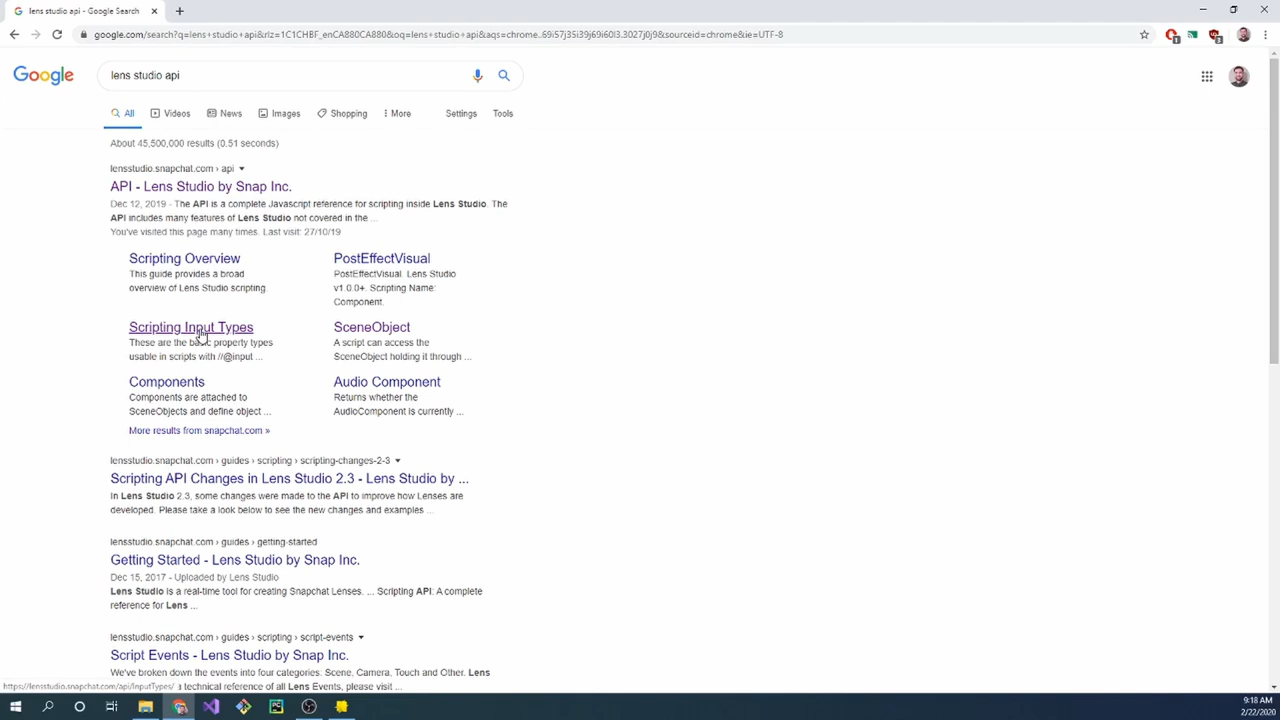 lens studio api - Google Search
google.com/search?q=lens+studio+api&rlz=1C1CHBF_enCA880CA880&oq=lens+studio+api&aqs=chrome..69i57j35i39j69i60l3.3027j0j9&sourceid=chrome&ie=UTF-8
1
3
Google
lens studio api
All
Videos
News
Images
Shopping
More
Settings
Tools
About 45,500,000 results (0.51 seconds)
lensstudio.snapchat.com › api
API - Lens Studio by Snap Inc.
Dec 12, 2019 - The API is a complete Javascript reference for scripting inside Lens Studio. The
API includes many features of Lens Studio not covered in the ...
You've visited this page many times. Last visit: 27/10/19
Scripting Overview
This guide provides a broad
overview of Lens Studio scripting.
PostEffectVisual
PostEffectVisual. Lens Studio
v1.0.0+. Scripting Name:
Component.
Scripting Input Types
These are the basic property types
usable in scripts with //@input ...
SceneObject
A script can access the
SceneObject holding it through ...
Components
Components are attached to
SceneObjects and define object ...
Audio Component
Returns whether the
AudioComponent is currently ...
More results from snapchat.com »
lensstudio.snapchat.com › guides › scripting › scripting-changes-2-3
Scripting API Changes in Lens Studio 2.3 - Lens Studio by ...
In Lens Studio 2.3, some changes were made to the API to improve how Lenses are
developed. Please take a look below to see the new changes and examples ...
lensstudio.snapchat.com › guides › getting-started
Getting Started - Lens Studio by Snap Inc.
Dec 15, 2017 - Uploaded by Lens Studio
Lens Studio is a real-time tool for creating Snapchat Lenses. ... Scripting API. A complete
reference for Lens ...
lensstudio.snapchat.com › guides › scripting › script-events
Script Events - Lens Studio by Snap Inc.
We've broken down the events into four categories. Scene, Camera, Touch and Other. Lens
a technical reference of all Lens Events, please visit ...
https://lensstudio.snapchat.com/api/InputTypes/
9:18 AM
2/22/2020